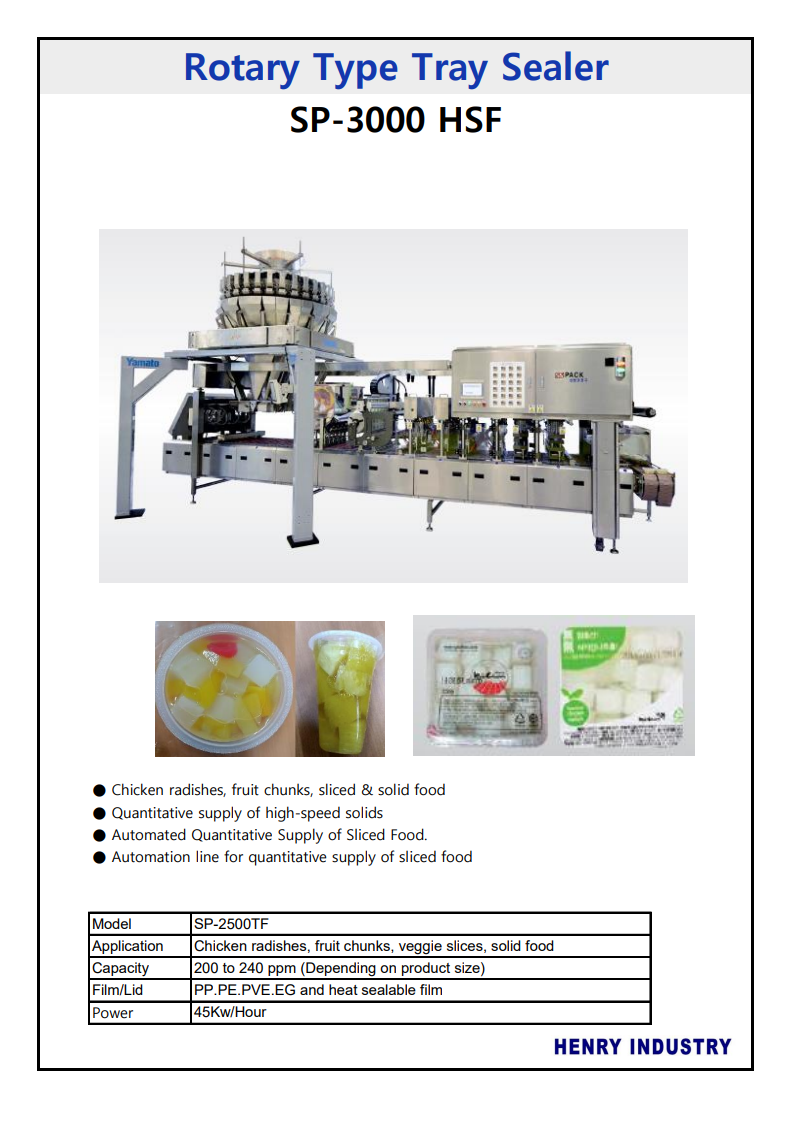 Rotary Type Tray Sealer
SP-3000 HSF
Yamato
PACK
● Chicken radishes, fruit chunks, sliced & solid food
● Quantitative supply of high-speed solids
● Automated Quantitative Supply of Sliced Food.
● Automation line for quantitative supply of sliced food
Model SP-2500TF
Application Chicken radishes, fruit chunks, veggie slices, solid food
Capacity 200 to 240 ppm (Depending on product size)
Film/Lid PP.PE.PVE.EG and heat sealable film
Power 45Kw/Hour
HENRY INDUSTRY